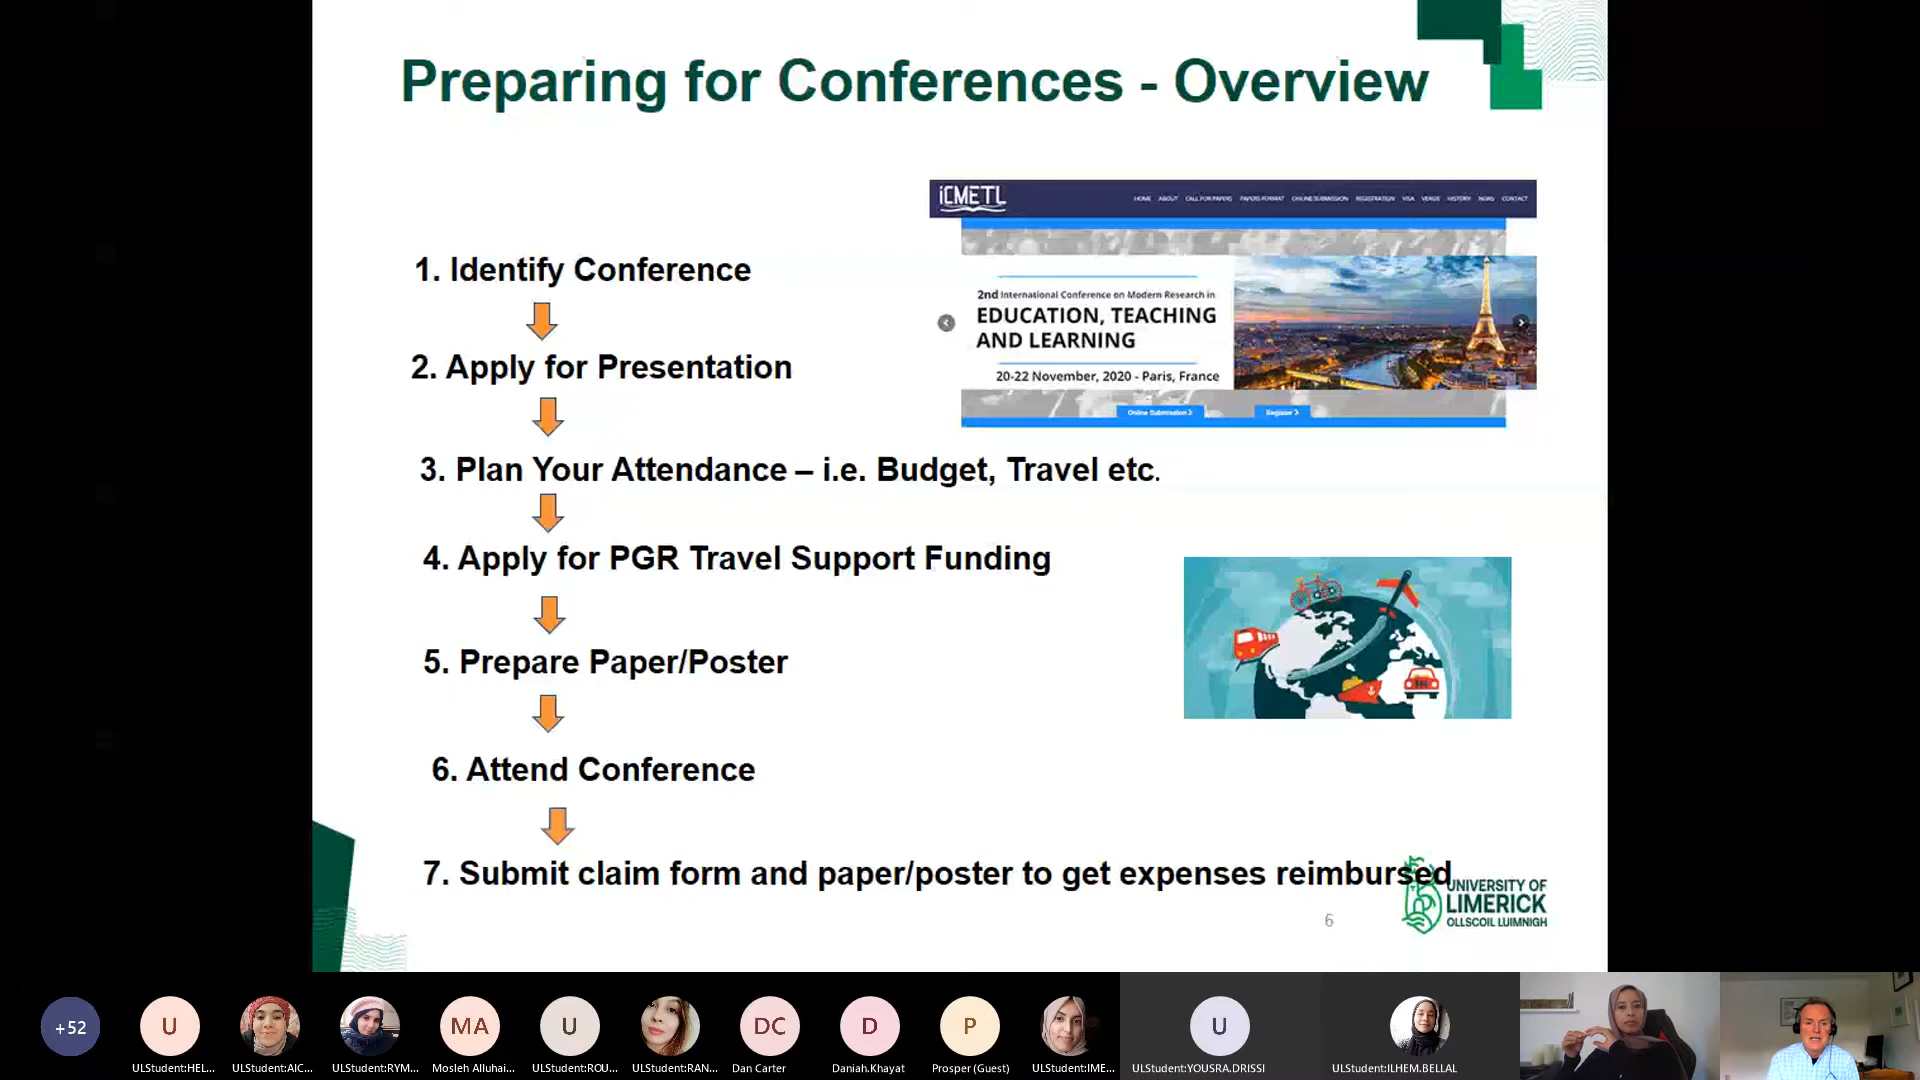 Preparing for Conferences - Overview
iCMETL
HOME ABOUT CALL FOR PAPERS PAPERS FORMAT ONLINE SUBMISSION REGISTRATION VISA VENUE HISTORY NEWS CONTACT
2nd International Conference on Modern Research in
EDUCATION, TEACHING
AND LEARNING
20-22 November, 2020 - Paris, France
Online Submission
Register
1. Identify Conference
2. Apply for Presentation
3. Plan Your Attendance – i.e. Budget, Travel etc.
4. Apply for PGR Travel Support Funding
5. Prepare Paper/Poster
6. Attend Conference
7. Submit claim form and paper/poster to get expenses reimbursed
UNIVERSITY OF
LIMERICK
OLLSCOIL LUIMNIGH
6
+52
U
MA
U
DC
D
P
U
ULStudent:HEL...
ULStudent:AIC...
ULStudent:RYM...
Mosleh Alluhai...
ULStudent:ROU...
ULStudent:RAN...
Dan Carter
Daniah.Khayat
Prosper (Guest)
ULStudent:IME...
ULStudent:YOUSRA.DRISSI
ULStudent:ILHEM.BELLAL